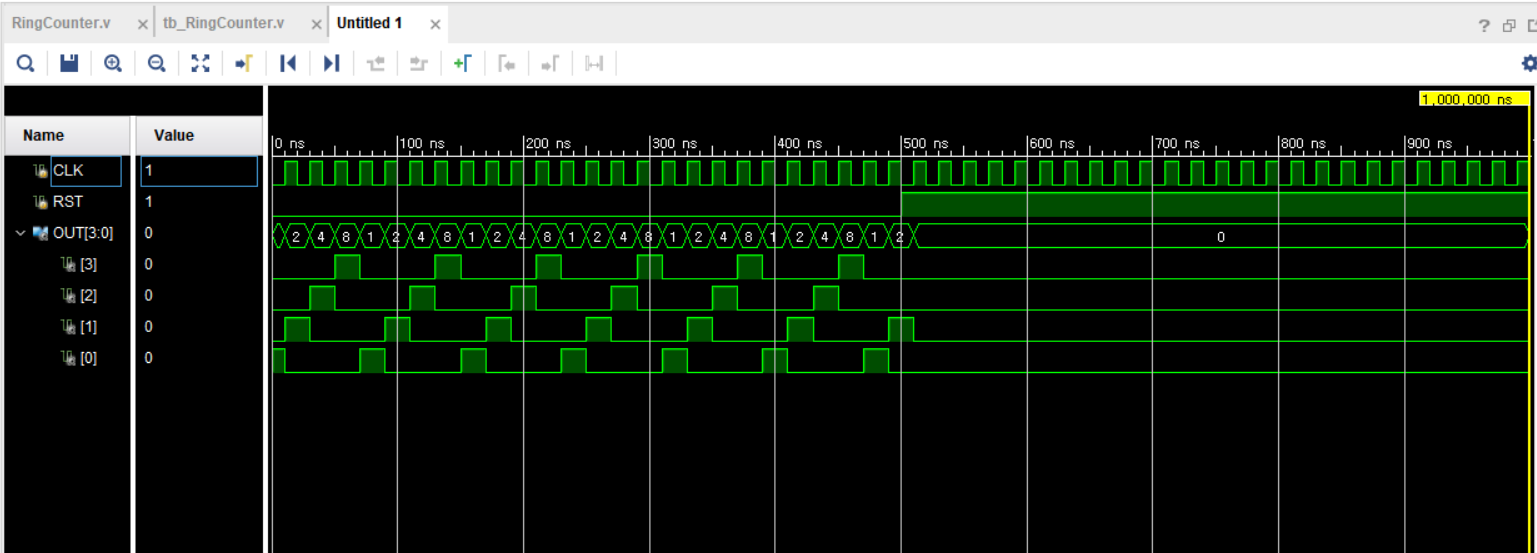 RingCounter.v × tb_RingCounter.v × Untitled 1 × ?
1,000,000 ns
Name Value
0 ns 100 ns 200 ns 300 ns 400 ns 500 ns 600 ns 700 ns 800 ns 900 ns
CLK 1
RST 1
OUT[3:0] 0 2 4 8 1 2 4 8 1 2 4 8 1 2 4 8 1 2 4 8 1 2 4 8 1 2 0
[3] 0
[2] 0
[1] 0
[0] 0